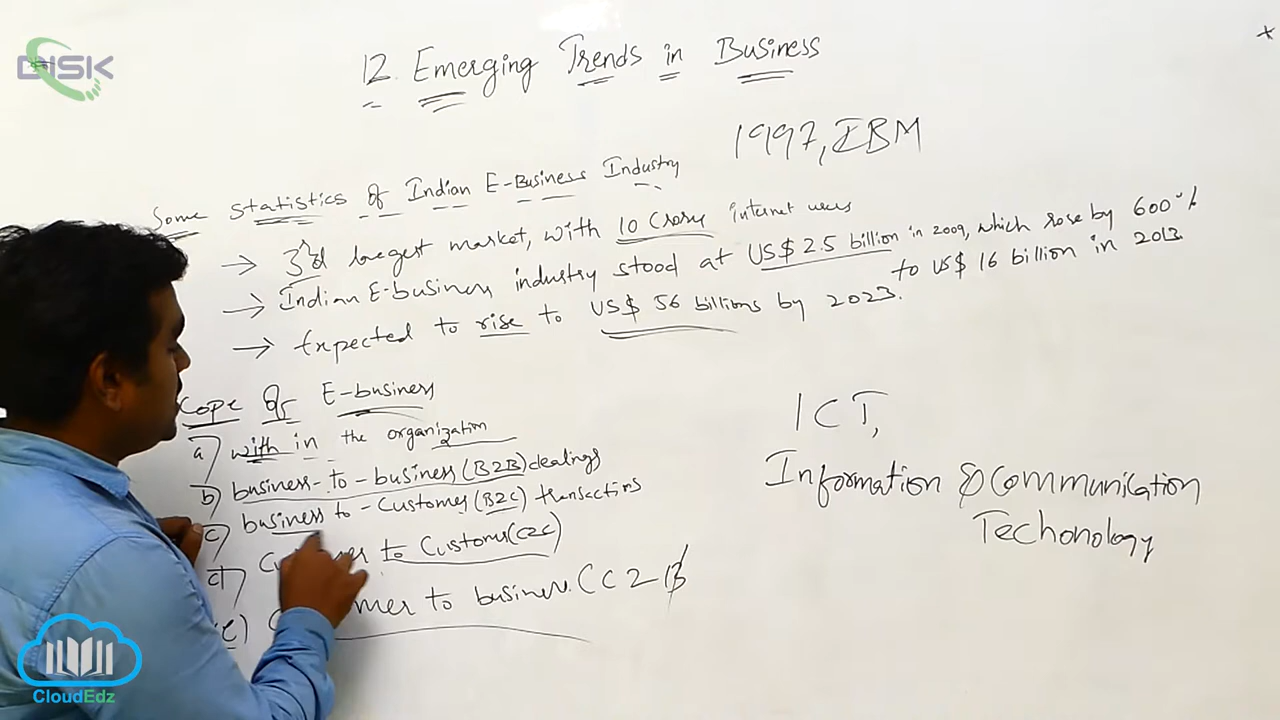 DISK
12. Emerging Trends in Business
1997, IBM
Some statistics of Indian E-Business Industry
→ 3rd largest market, with 10 Crore internet users
→ Indian E-business industry stood at US$ 2.5 billion in 2009, which rose by 600%
to US$ 16 billion in 2013
→ Expected to rise to US$ 56 billions by 2023.
cope Of E-business
a) with in the organization
b) business-to-business (B2B) dealings
c) business to-Customer (B2C) transactions
d) to Customer (C2C)
e) to business (C2B
ICT,
Information & Communication
Techonology
CloudEdz